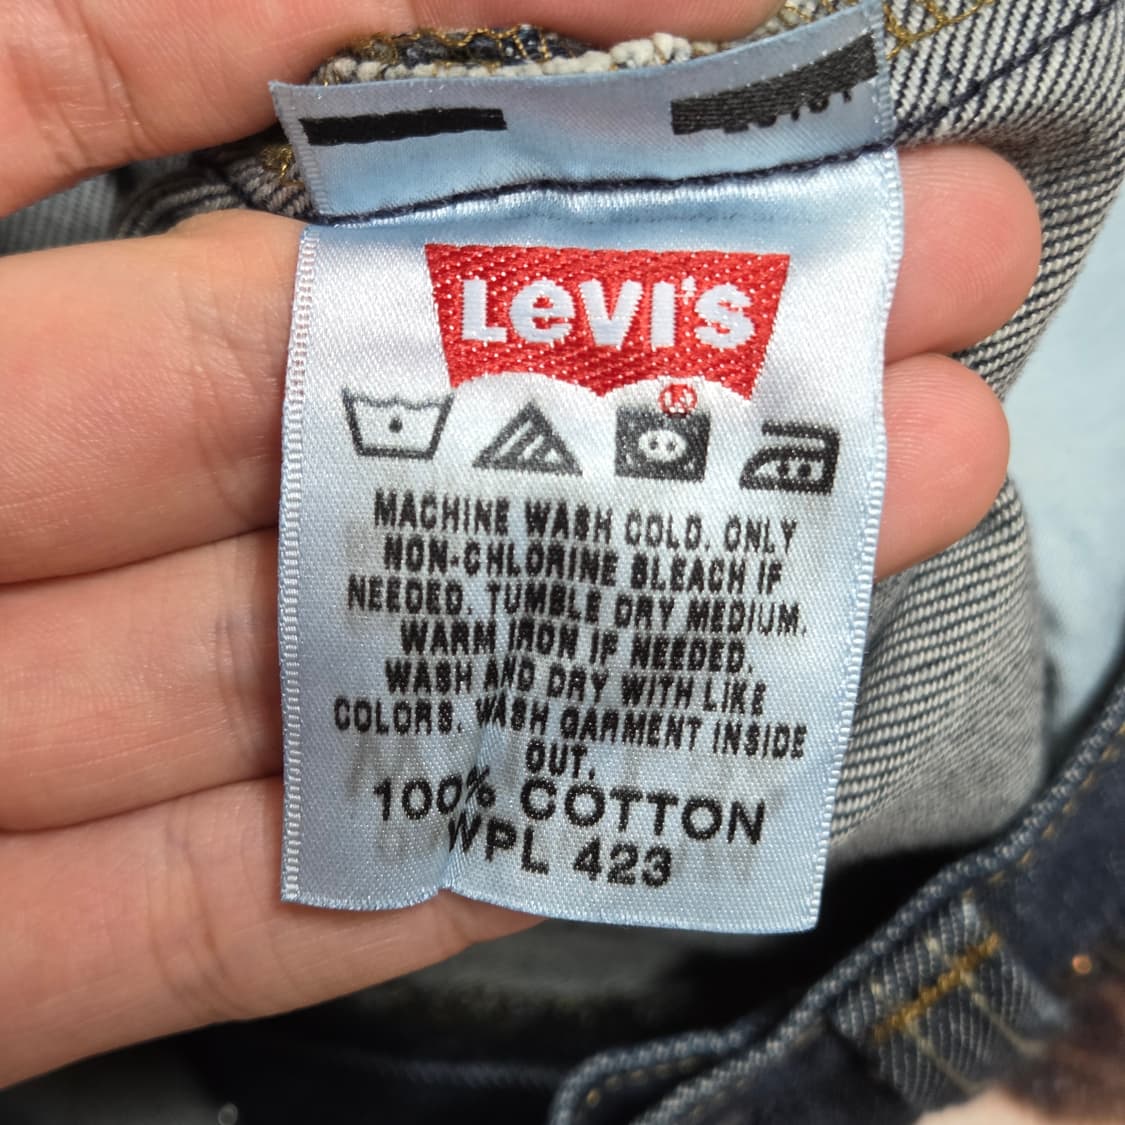 LEVI'S
R
MACHINE WASH COLD. ONLY
NON-CHLORINE BLEACH IF
NEEDED. TUMBLE DRY MEDIUM.
WARM IRON IF NEEDED.
WASH AND DRY WITH LIKE
COLORS. WASH GARMENT INSIDE
OUT.
100% COTTON
WPL 423